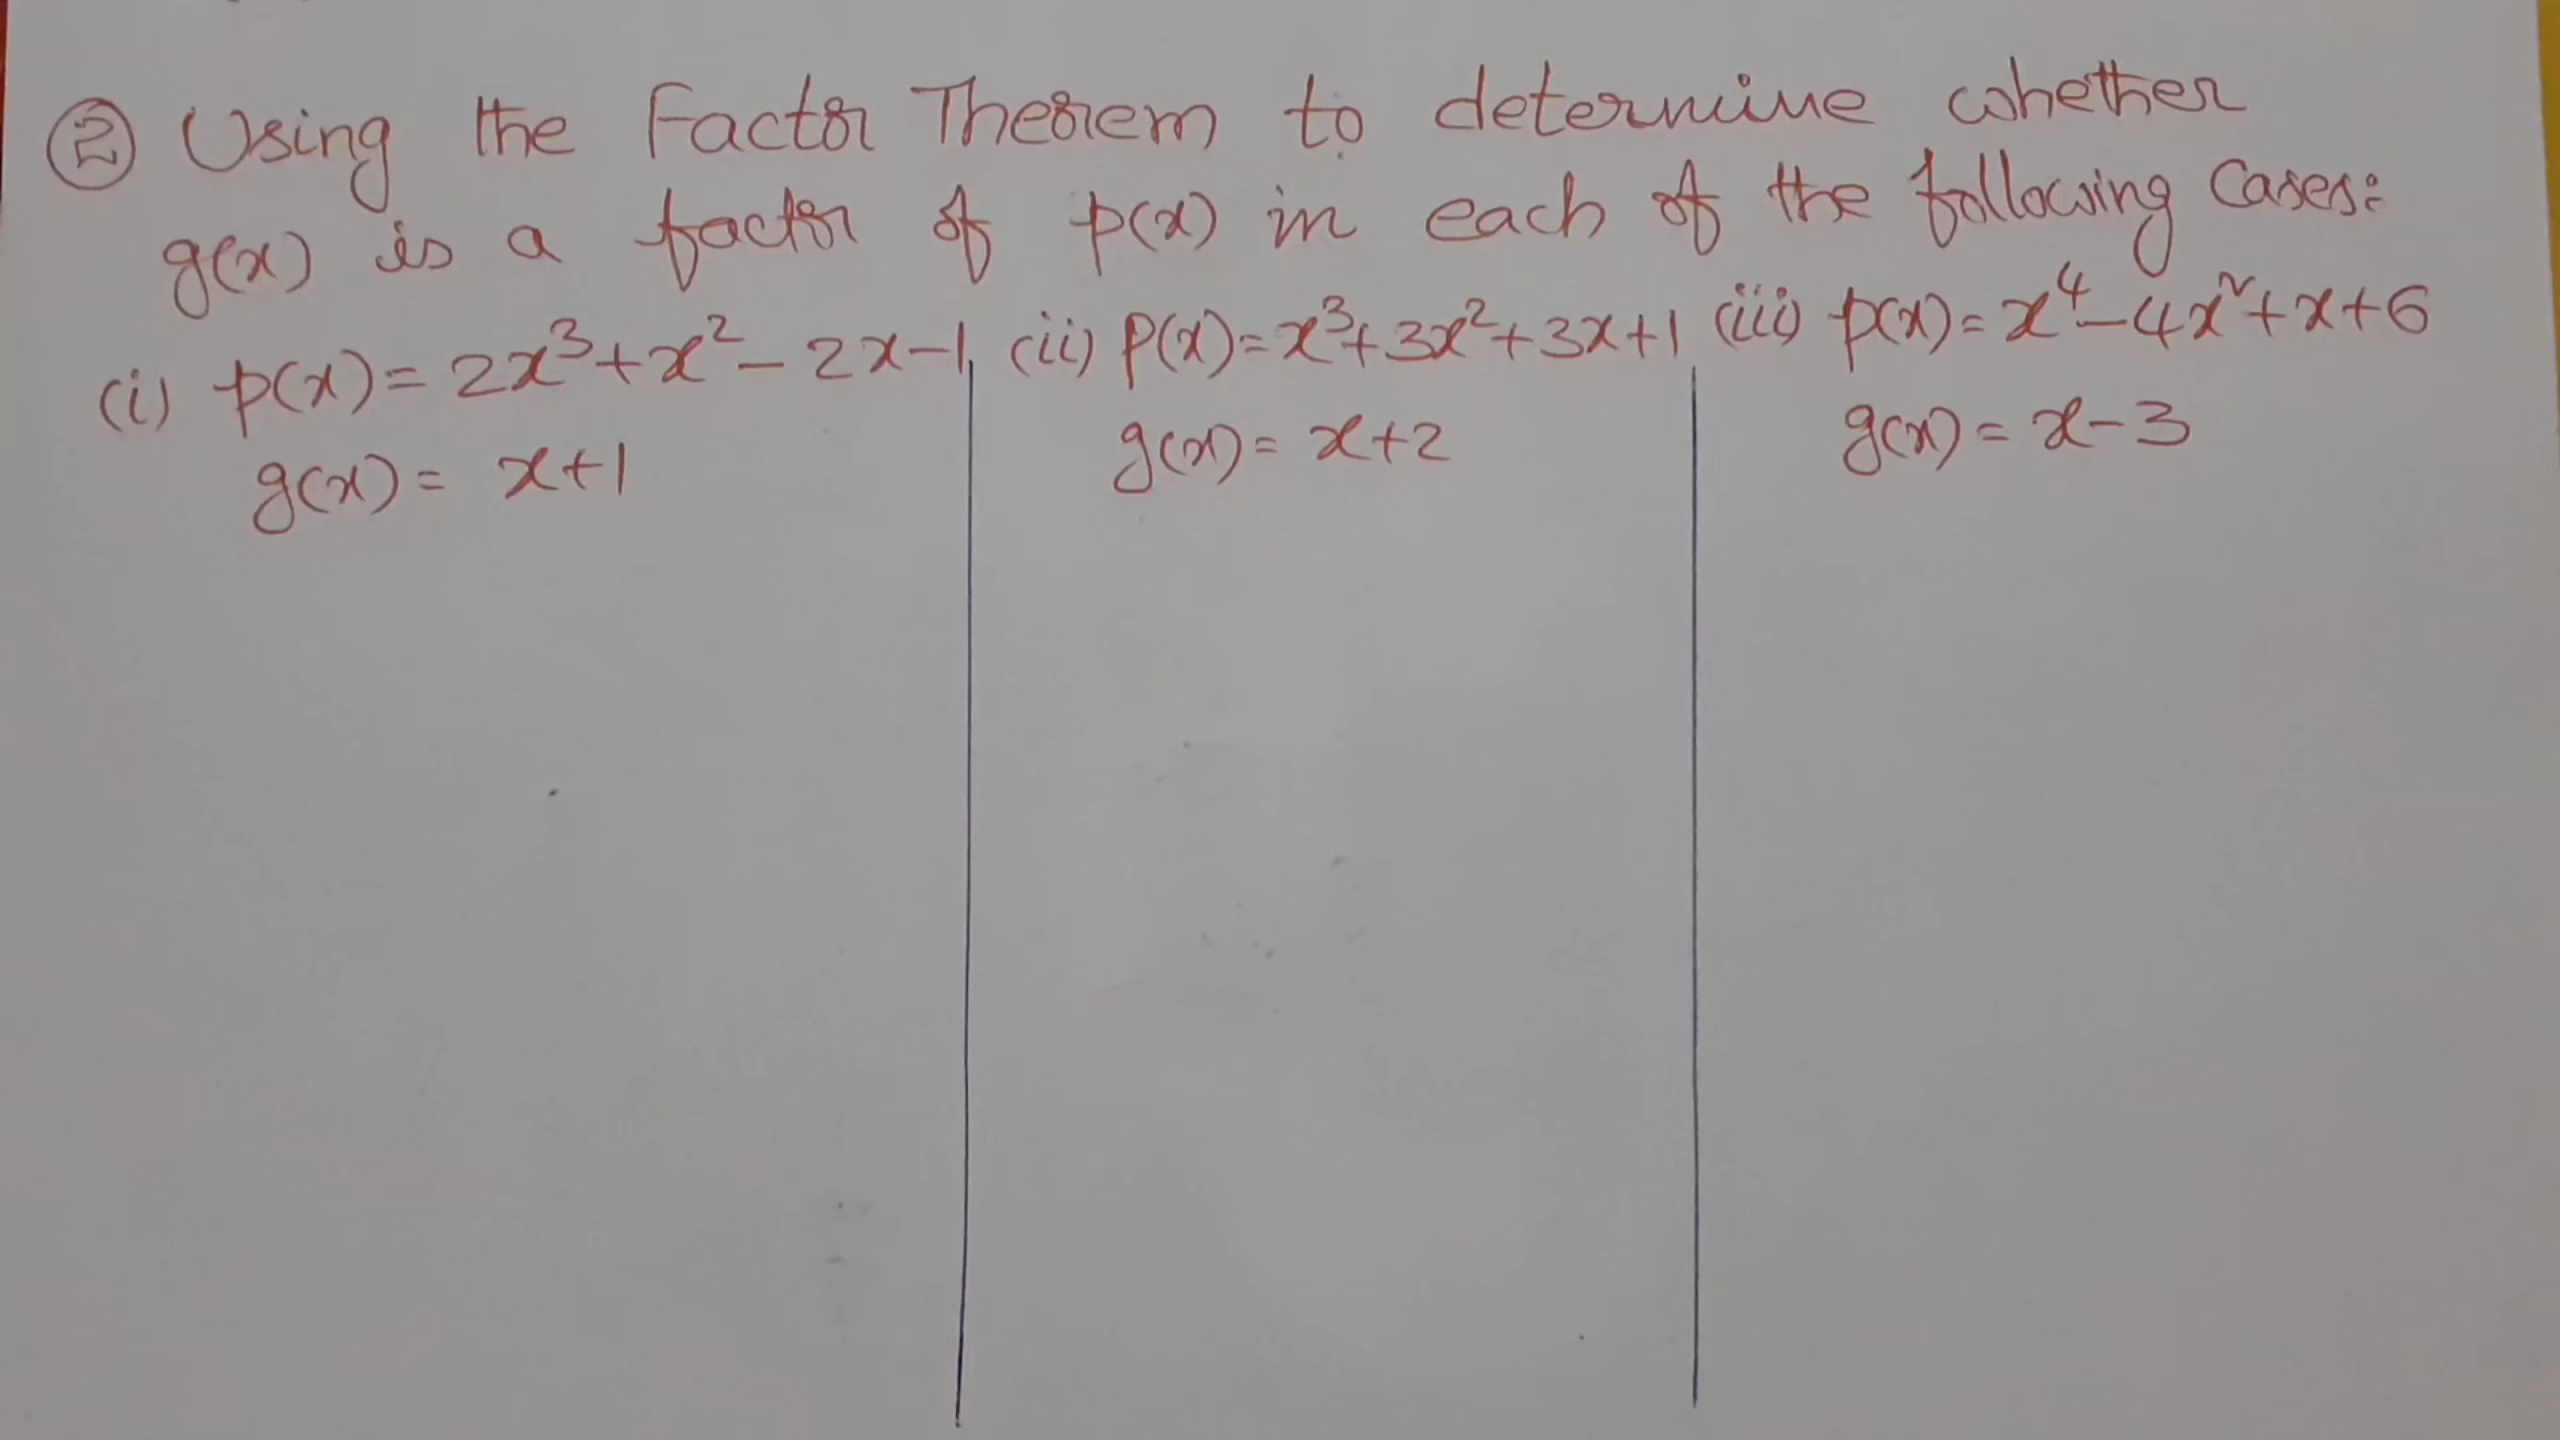 ② Using the Factor Theorem to determine whether
g(x) is a factor of p(x) in each of the following Cases:
(i) p(x) = 2x³+x²-2x-1 (ii) P(x) = x³+3x²+3x+1 (iii) p(x) = x⁴-4x²+x+6
g(x) = x+1 g(x) = x+2 g(x) = x-3